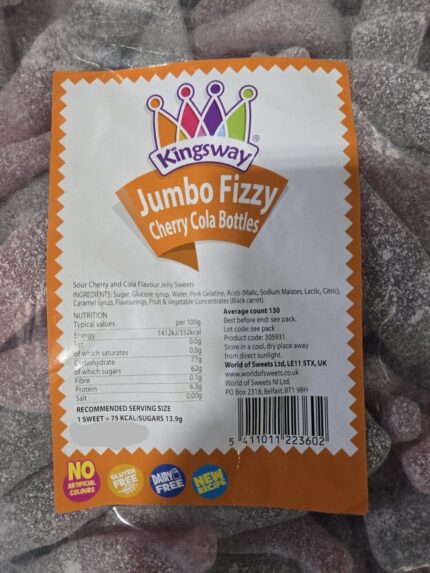 Kingsway®
Jumbo Fizzy
Cherry Cola Bottles
Sour Cherry and Cola Flavour Jelly Sweets
INGREDIENTS: Sugar, Glucose syrup, Water, Pork Gelatine, Acids (Malic, Sodium Malates, Lactic, Citric),
Caramel syrup, Flavourings, Fruit & Vegetable Concentrates (Black carrot).
NUTRITION
Typical values per 100g
Energy 1412kJ/332kcal
Fat 0.0g
of which saturates 0.0g
Carbohydrate 77g
of which sugars 62g
Fibre 0.1g
Protein 6.3g
Salt 0.00g
RECOMMENDED SERVING SIZE
1 SWEET = 75 KCAL/SUGARS 13.9g
Average count 130
Best before end: see pack.
Lot code: see pack
Product code: 305931
Store in a cool, dry place away
from direct sunlight.
World of Sweets Ltd, LE11 5TX, UK
www.worldofsweets.co.uk
World of Sweets NI Ltd,
PO Box 2318, Belfast, BT1 9BH
5 411011 223602
NO
ARTIFICIAL
COLOURS
GLUTEN
FREE
DAIRY
FREE
NEW
RECIPE